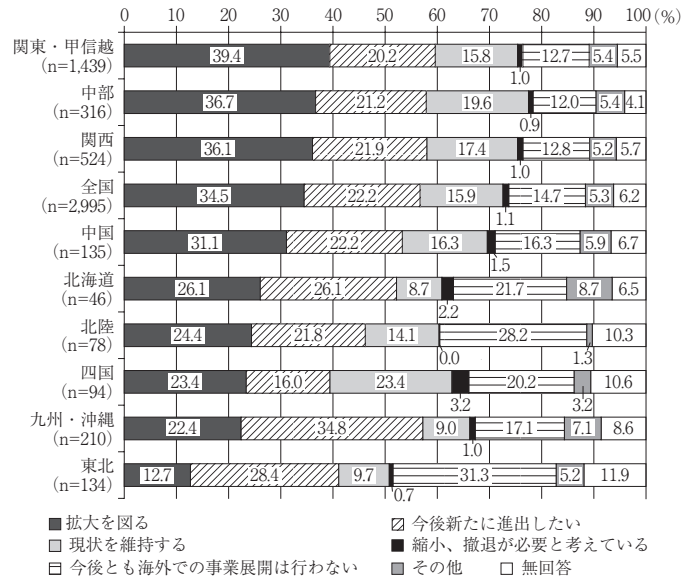 0 10 20 30 40 50 60 70 80 90 100 (%)
関東・甲信越
(n=1,439)
39.4 20.2 15.8 1.0 12.7 5.4 5.5
中部
(n=316)
36.7 21.2 19.6 0.9 12.0 5.4 4.1
関西
(n=524)
36.1 21.9 17.4 1.0 12.8 5.2 5.7
全国
(n=2,995)
34.5 22.2 15.9 1.1 14.7 5.3 6.2
中国
(n=135)
31.1 22.2 16.3 1.5 16.3 5.9 6.7
北海道
(n=46)
26.1 26.1 8.7 2.2 21.7 8.7 6.5
北陸
(n=78)
24.4 21.8 14.1 0.0 28.2 1.3 10.3
四国
(n=94)
23.4 16.0 23.4 3.2 20.2 3.2 10.6
九州・沖縄
(n=210)
22.4 34.8 9.0 1.0 17.1 7.1 8.6
東北
(n=134)
12.7 28.4 9.7 0.7 31.3 5.2 11.9
拡大を図る 今後新たに進出したい
現状を維持する 縮小、撤退が必要と考えている
今後とも海外での事業展開は行わない その他 無回答